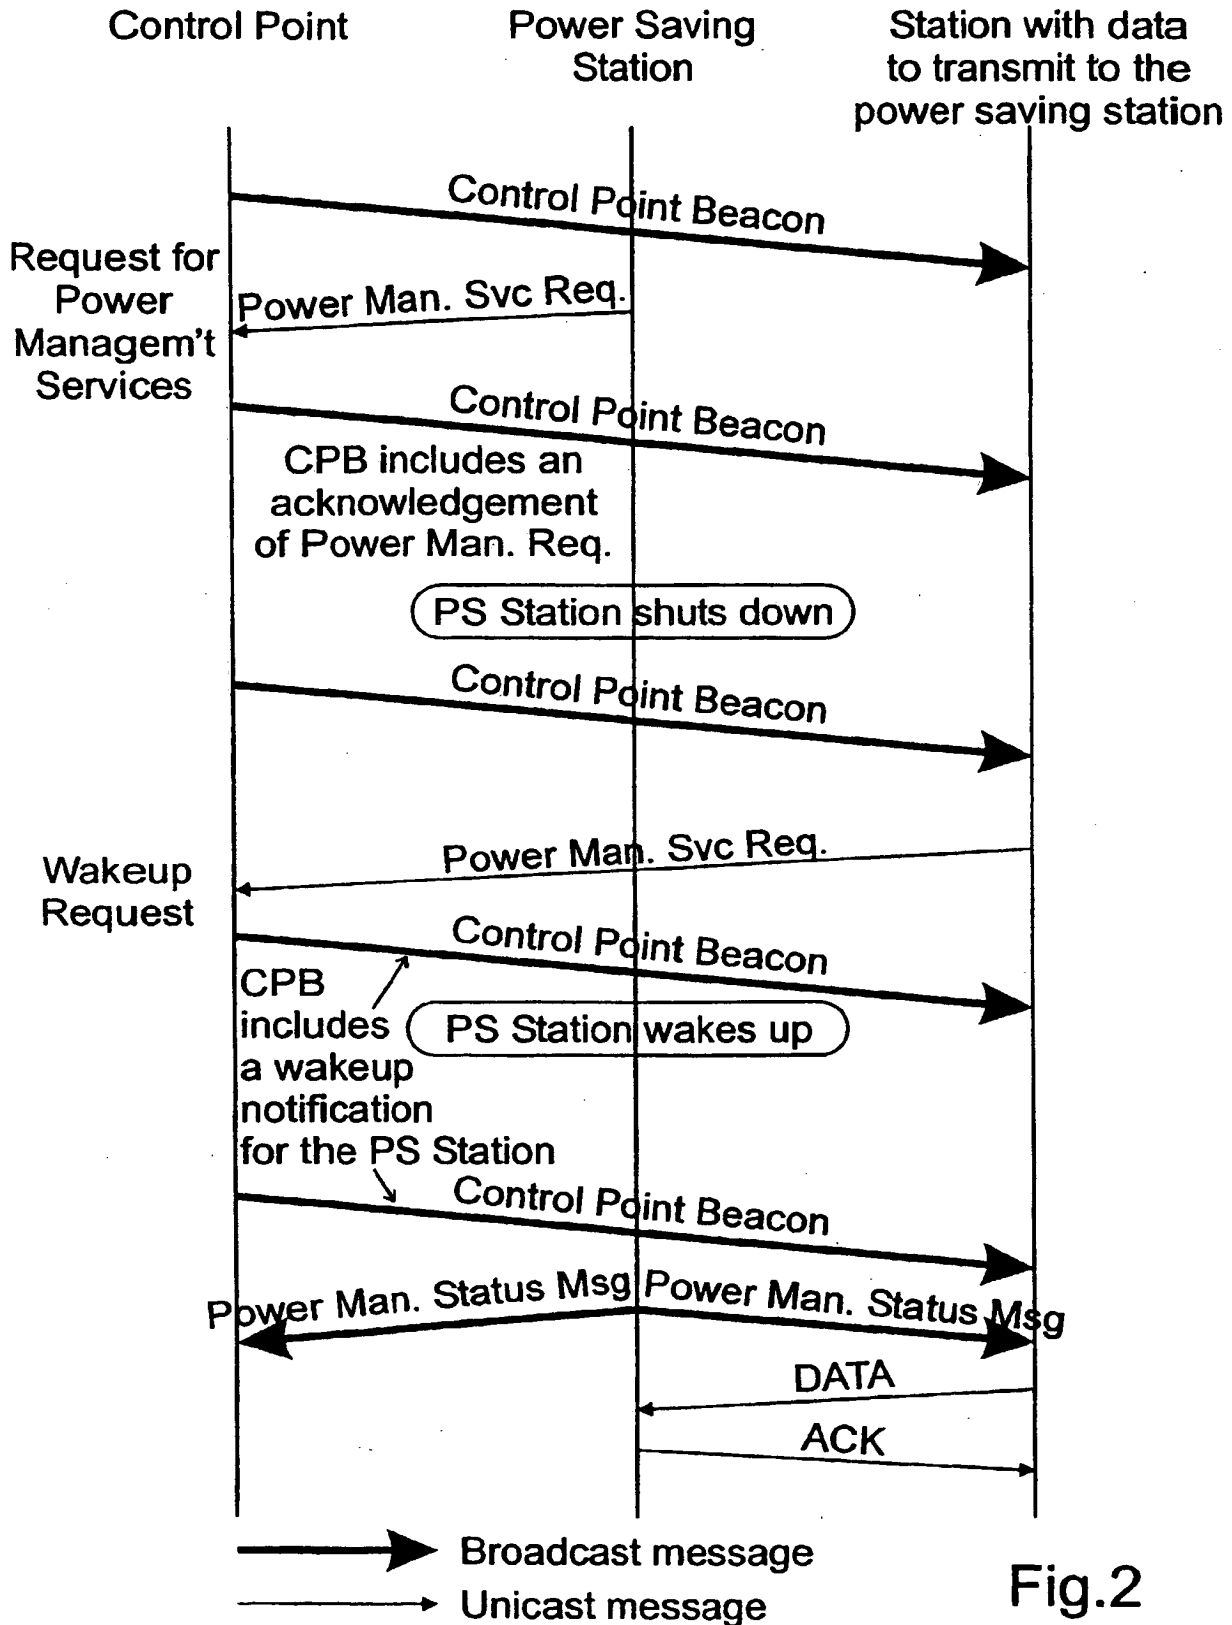 Control Point
Power Saving
Station
Station with data
to transmit to the
power saving station
Control Point Beacon
Request for
Power
Managem't
Services
Power Man. Svc Req.
Control Point Beacon
CPB includes an
acknowledgement
of Power Man. Req.
PS Station shuts down
Control Point Beacon
Power Man. Svc Req.
Wakeup
Request
Control Point Beacon
CPB
includes
a wakeup
notification
for the PS Station
PS Station wakes up
Control Point Beacon
Power Man. Status Msg
Power Man. Status Msg
DATA
ACK
Broadcast message
Unicast message
Fig.2